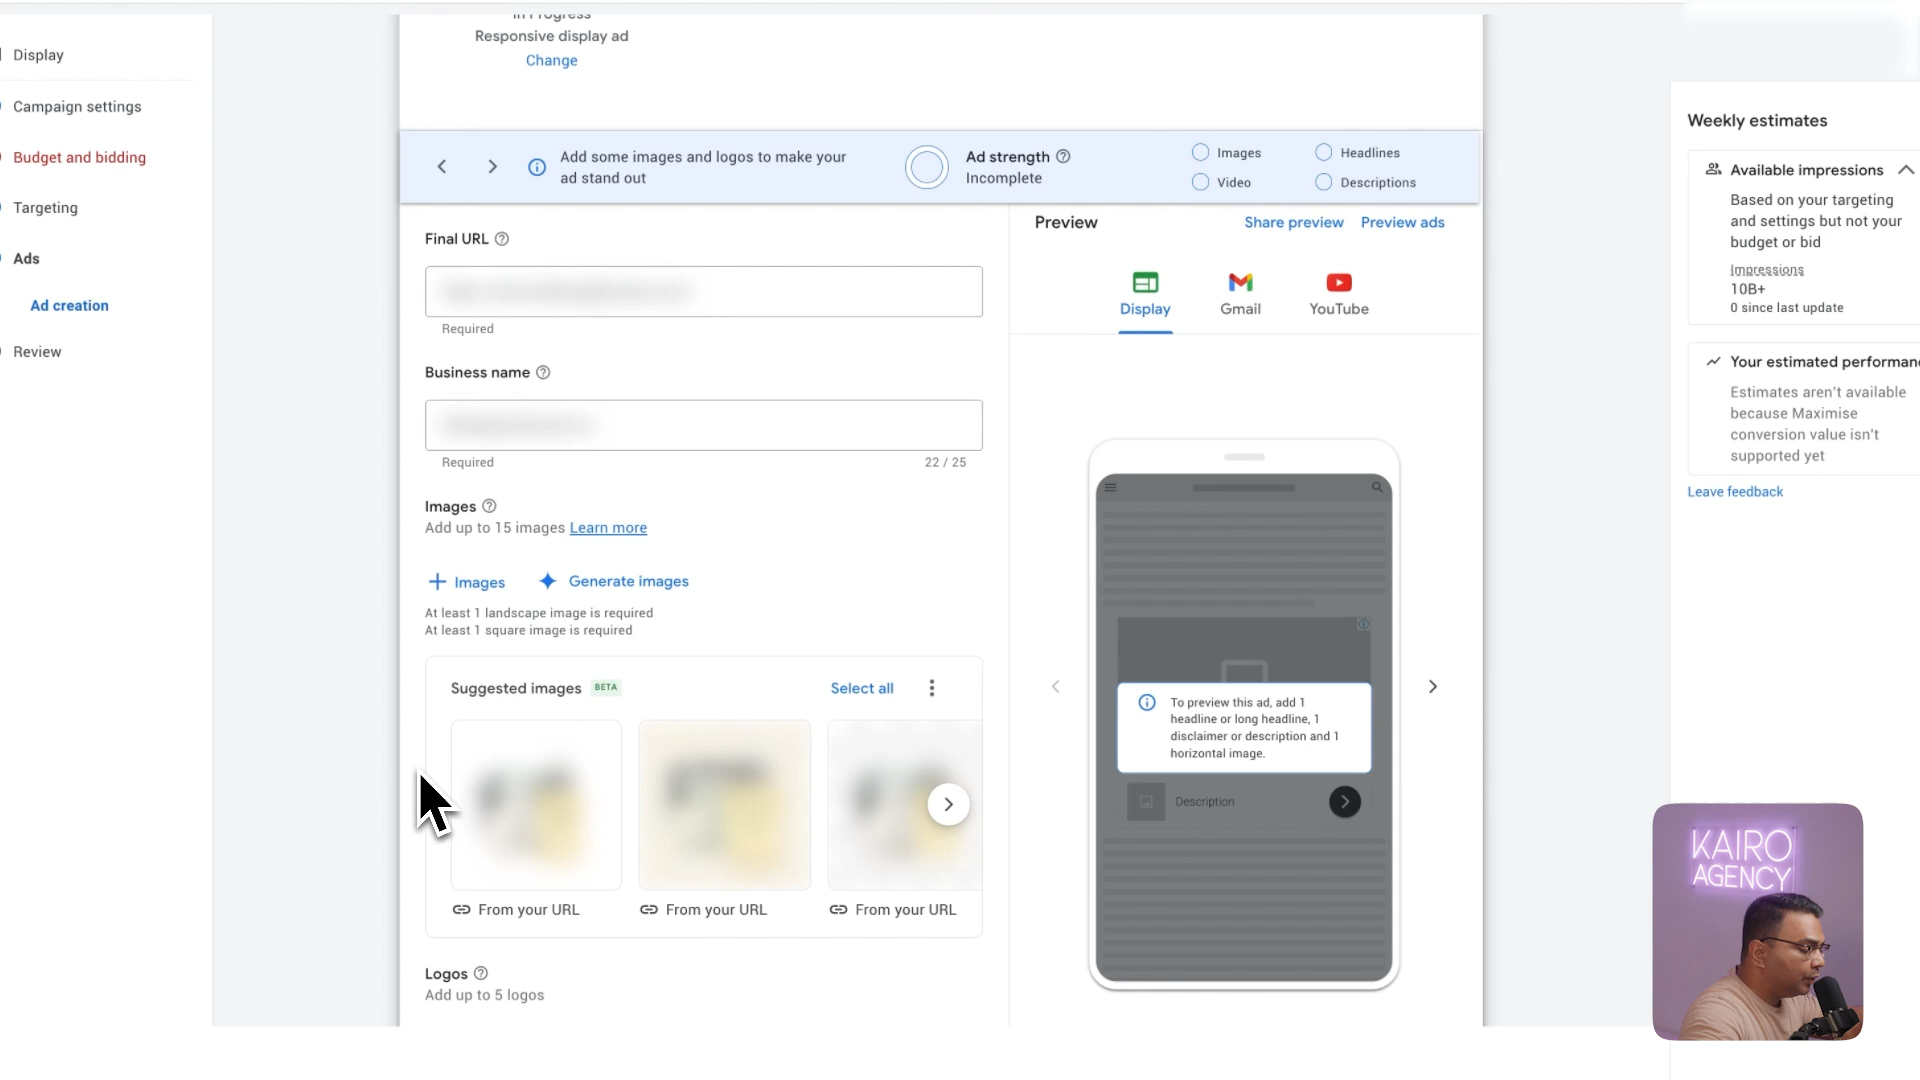 In Progress
Responsive display ad
Change
Display
Campaign settings
Budget and bidding
Targeting
Ads
Ad creation
Review
Add some images and logos to make your
ad stand out
Ad strength
Incomplete
Images
Headlines
Video
Descriptions
Final URL
Required
Business name
Required
22 / 25
Images
Add up to 15 images Learn more
Images
Generate images
At least 1 landscape image is required
At least 1 square image is required
Suggested images
BETA
Select all
From your URL
From your URL
From your URL
Logos
Add up to 5 logos
Preview
Share preview
Preview ads
Display
Gmail
YouTube
To preview this ad, add 1
headline or long headline, 1
disclaimer or description and 1
horizontal image.
Description
Weekly estimates
Available impressions
Based on your targeting
and settings but not your
budget or bid
Impressions
10B+
0 since last update
Your estimated performan
Estimates aren't available
because Maximise
conversion value isn't
supported yet
Leave feedback
KAIRO
AGENCY